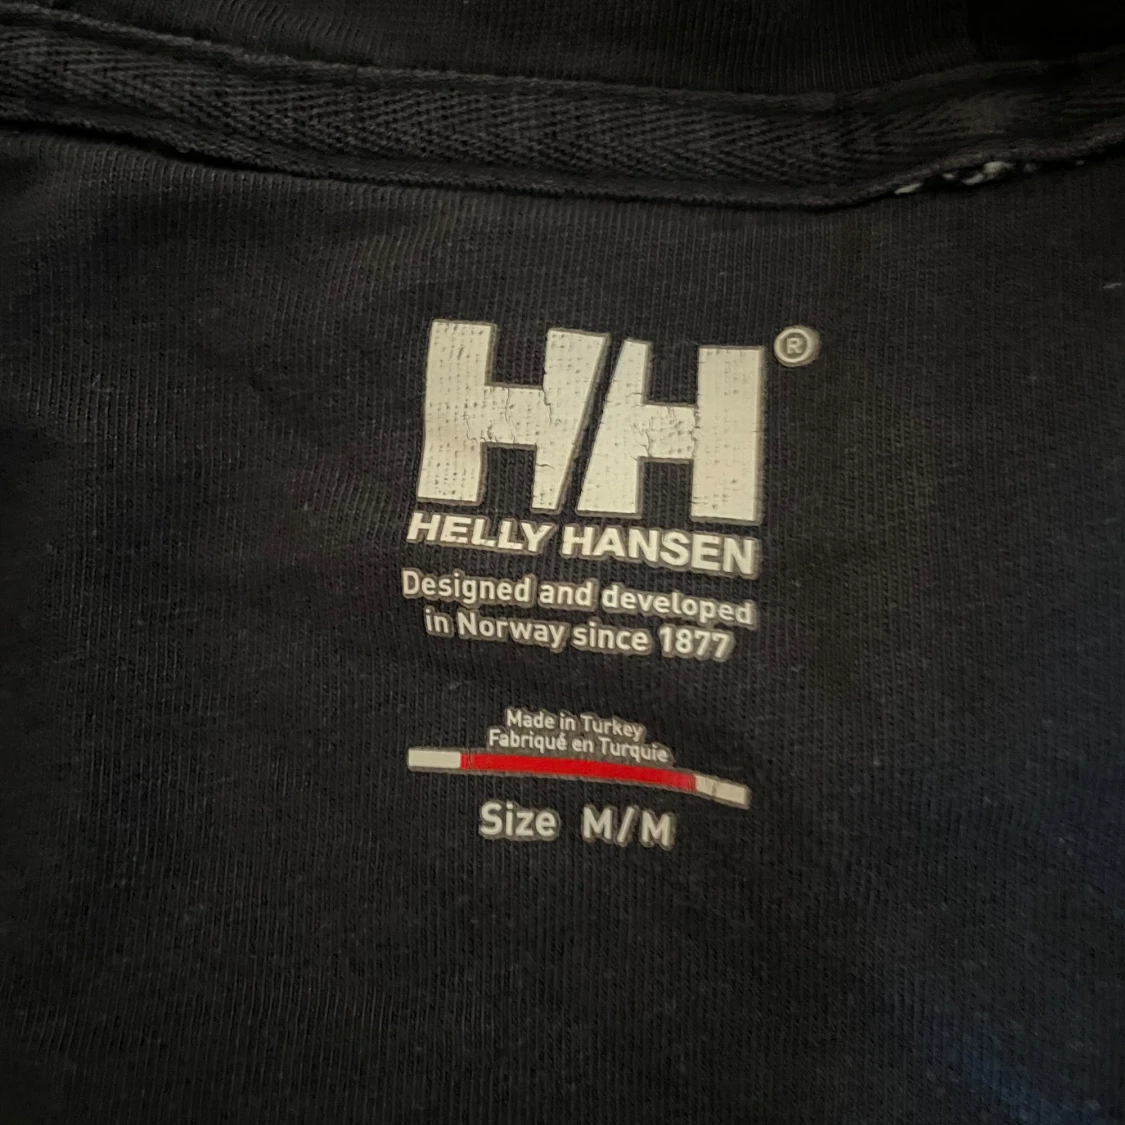 HH®
HELLY HANSEN
Designed and developed
in Norway since 1877
Made in Turkey
Fabriqué en Turquie
Size M/M